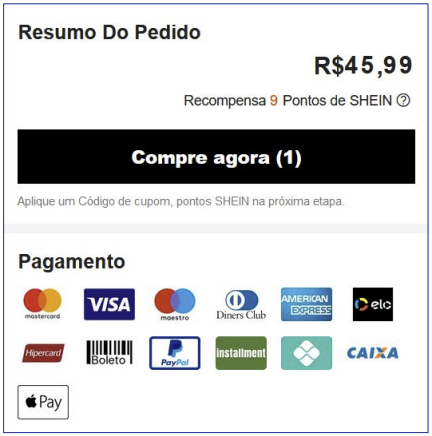 Resumo Do Pedido
R$45,99
Recompensa 9 Pontos de SHEIN ?
Compre agora (1)
Aplique um Código de cupom, pontos SHEIN na próxima etapa.
Pagamento
mastercard VISA maestro Diners Club AMERICAN EXPRESS elo
Hipercard Boleto PayPal installment CAIXA
Pay